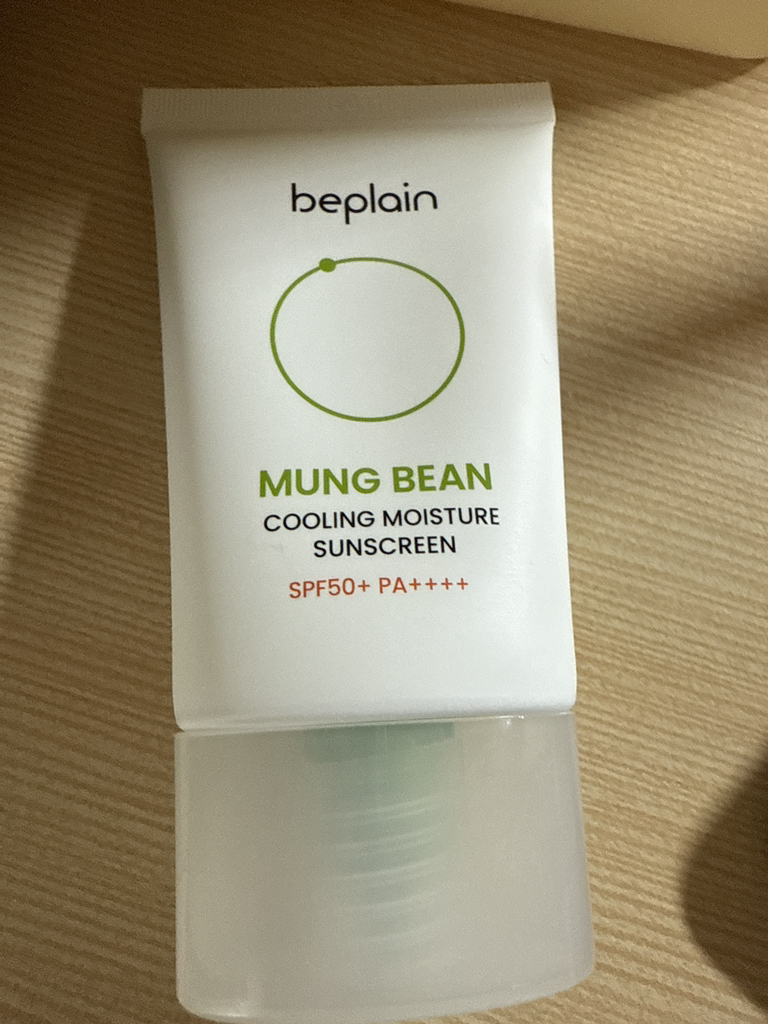 beplain
MUNG BEAN
COOLING MOISTURE
SUNSCREEN
SPF50+ PA++++